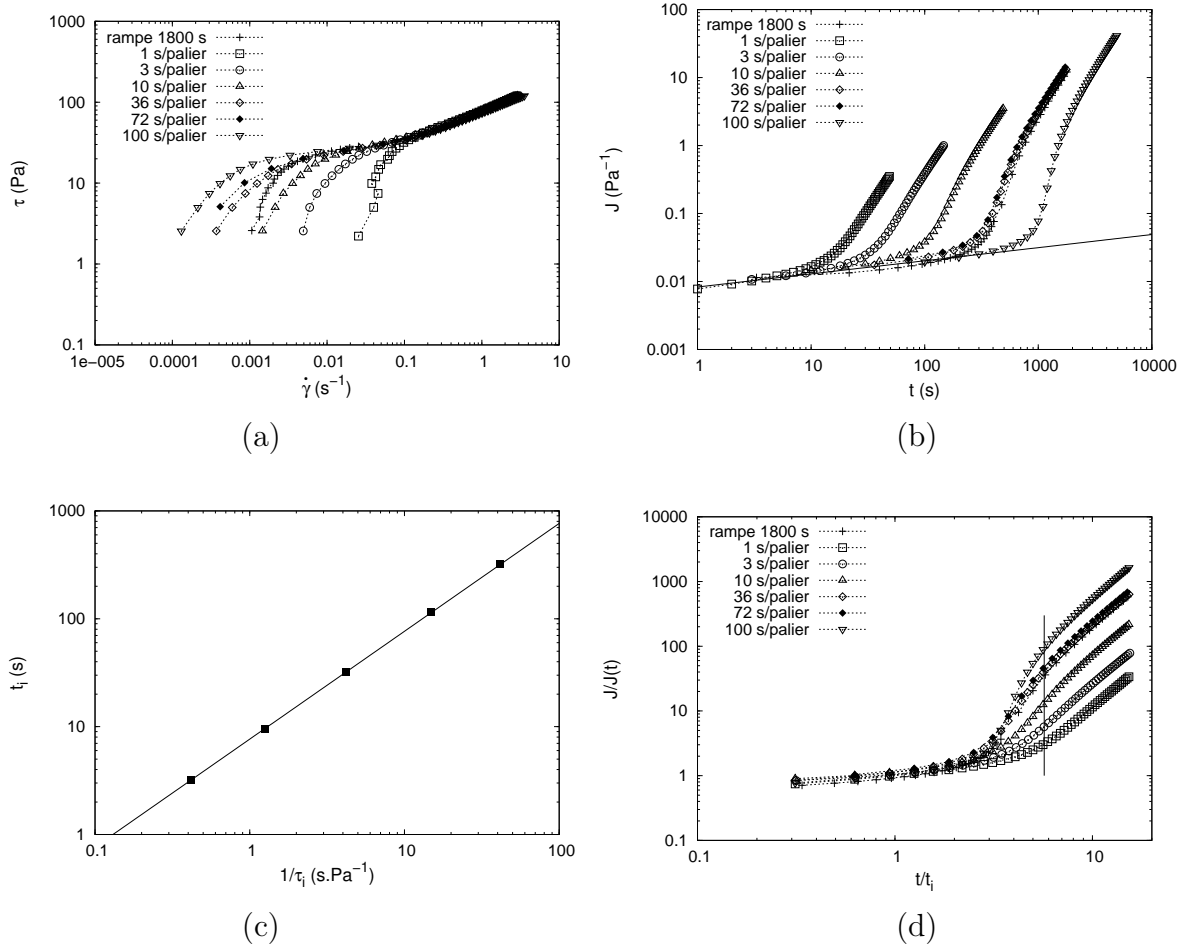 1000
100
10
1
0.1
τ (Pa)
rampe 1800 s
1 s/palier
3 s/palier
10 s/palier
36 s/palier
72 s/palier
100 s/palier
1e−005 0.0001 0.001 0.01 0.1 1 10
γ̇ (s⁻¹)
(a)
100
10
1
0.1
0.01
0.001
J (Pa⁻¹)
rampe 1800 s
1 s/palier
3 s/palier
10 s/palier
36 s/palier
72 s/palier
100 s/palier
1 10 100 1000 10000
t (s)
(b)
1000
100
10
1
tᵢ (s)
0.1 1 10 100
1/τᵢ (s.Pa⁻¹)
(c)
10000
1000
100
10
1
0.1
J/J(t)
rampe 1800 s
1 s/palier
3 s/palier
10 s/palier
36 s/palier
72 s/palier
100 s/palier
0.1 1 10
t/tᵢ
(d)